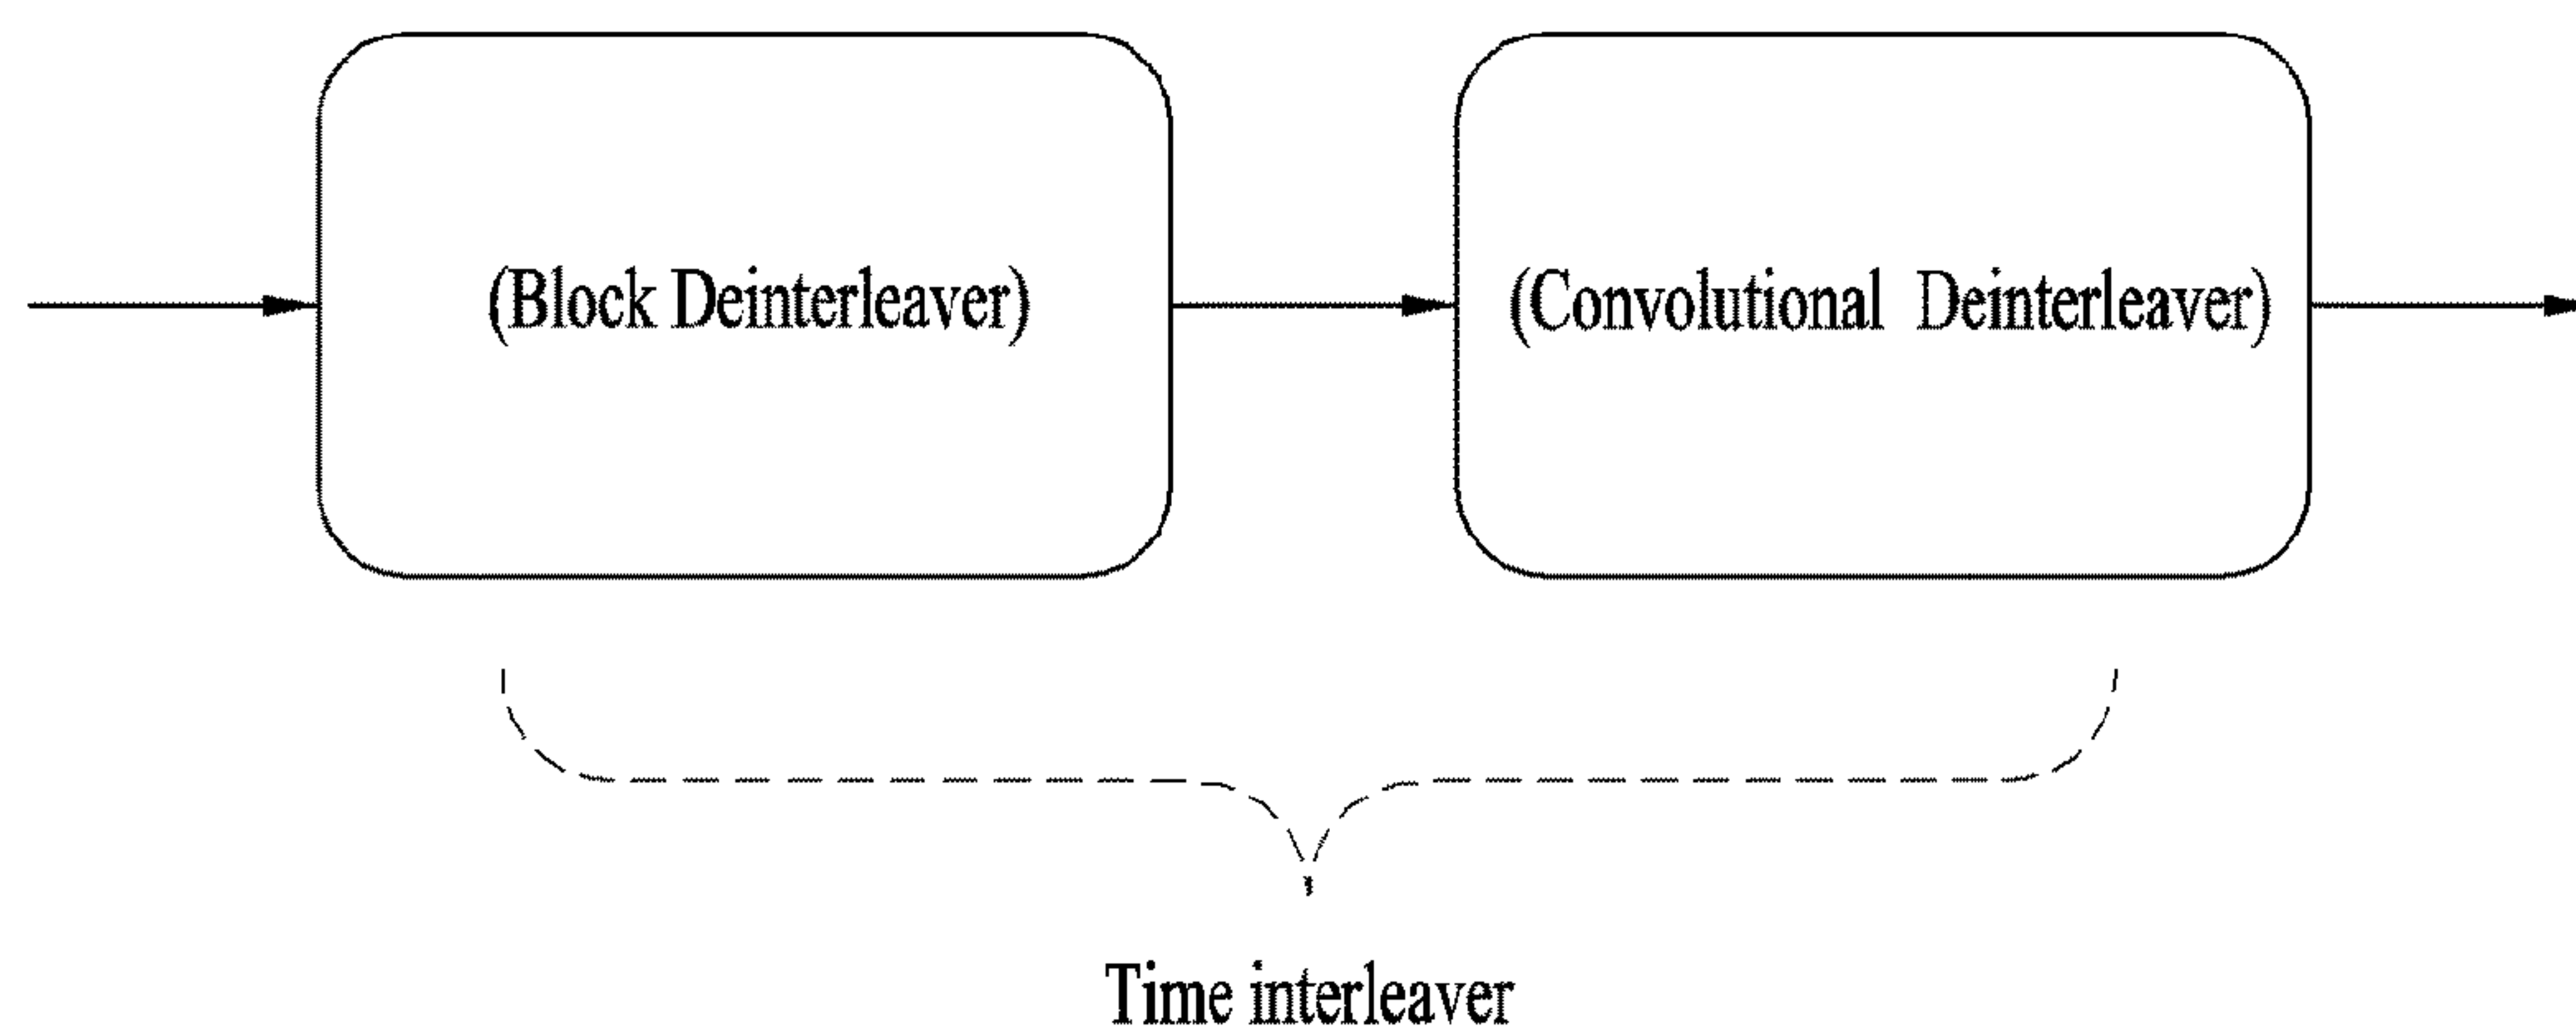 (Block Deinterleaver)
(Convolutional Deinterleaver)
Time interleaver